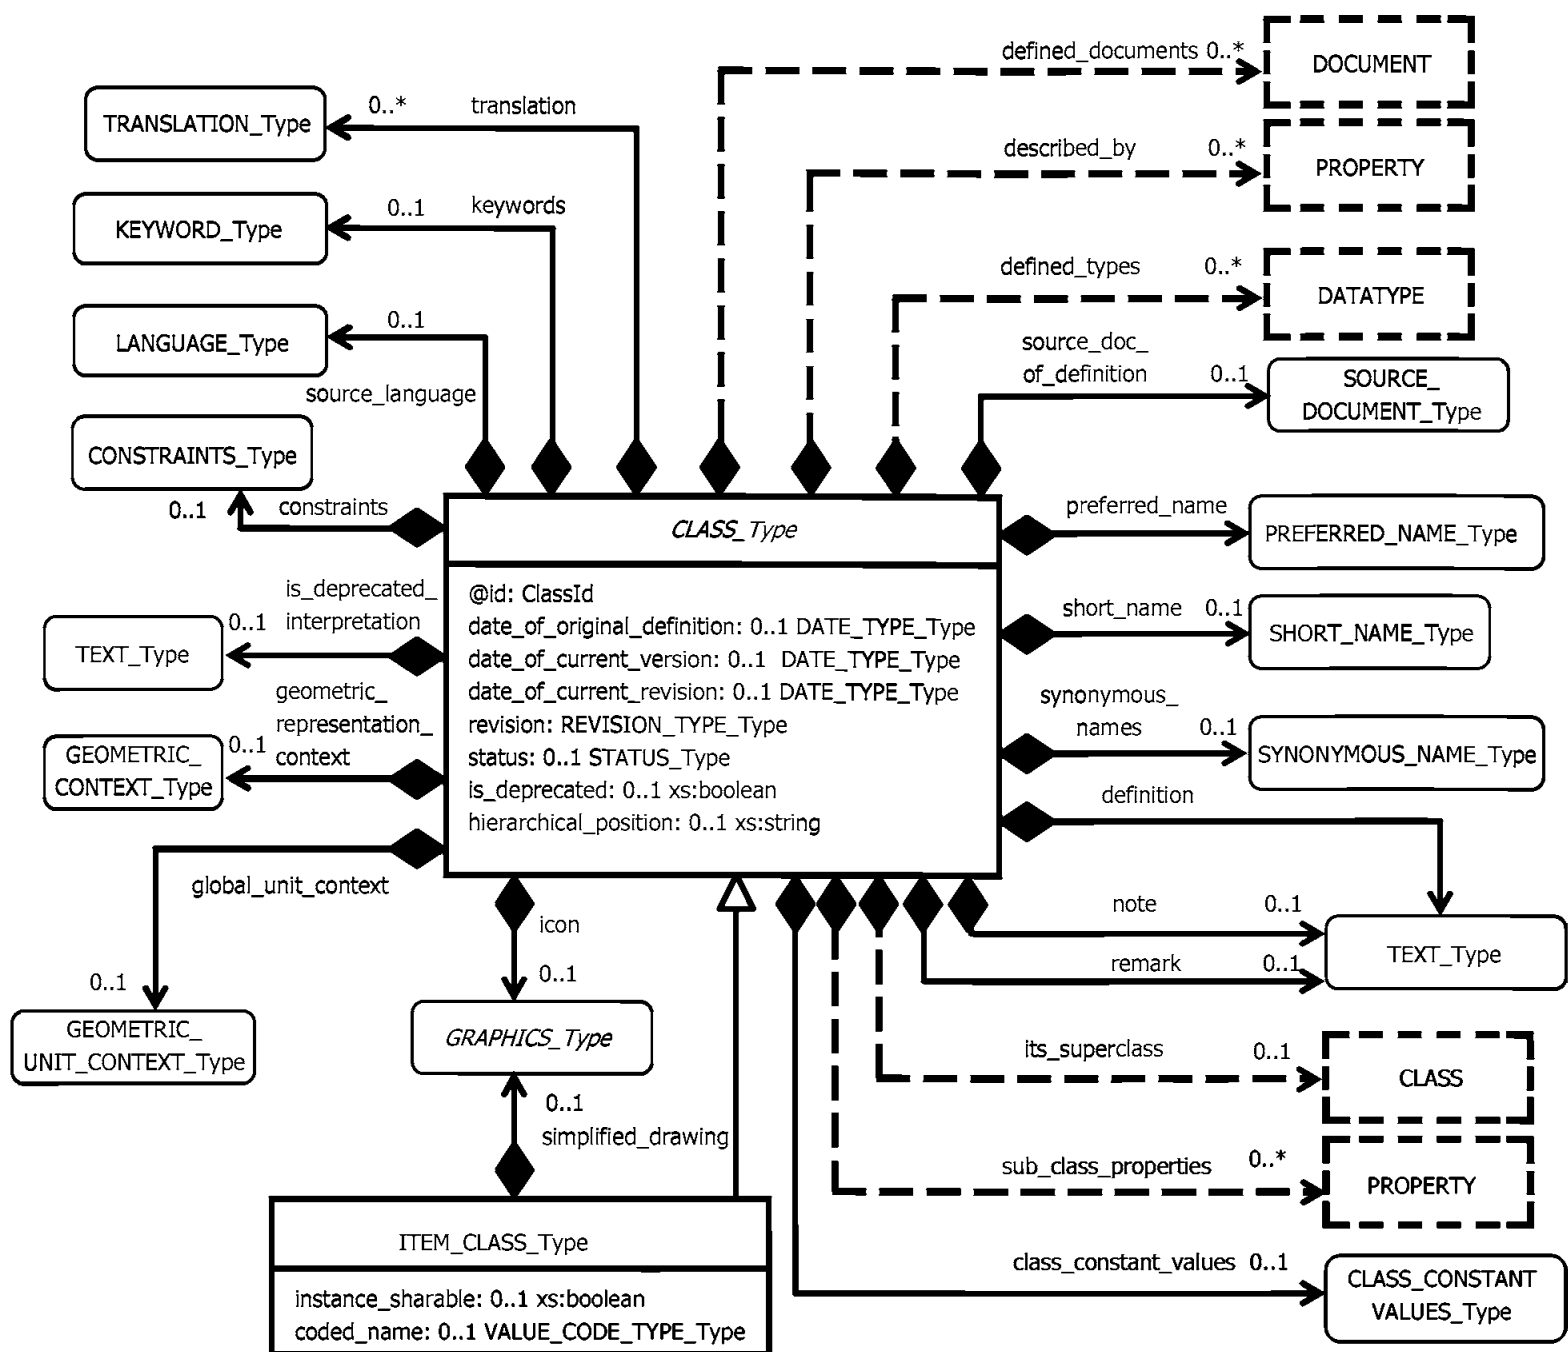 defined_documents 0..*
DOCUMENT
0..* translation
TRANSLATION_Type
described_by 0..*
PROPERTY
0..1 keywords
KEYWORD_Type
defined_types 0..*
DATATYPE
0..1
LANGUAGE_Type
source_language
source_doc_
of_definition 0..1
SOURCE_
DOCUMENT_Type
CONSTRAINTS_Type
0..1 constraints
CLASS_Type
preferred_name
PREFERRED_NAME_Type
is_deprecated_
interpretation
0..1
TEXT_Type
@id: ClassId
date_of_original_definition: 0..1 DATE_TYPE_Type
date_of_current_version: 0..1 DATE_TYPE_Type
date_of_current_revision: 0..1 DATE_TYPE_Type
revision: REVISION_TYPE_Type
status: 0..1 STATUS_Type
is_deprecated: 0..1 xs:boolean
hierarchical_position: 0..1 xs:string
short_name 0..1
SHORT_NAME_Type
geometric_
representation_
context
0..1
GEOMETRIC_
CONTEXT_Type
synonymous_
names
0..1
SYNONYMOUS_NAME_Type
definition
global_unit_context
0..1
GEOMETRIC_
UNIT_CONTEXT_Type
icon
0..1
GRAPHICS_Type
note 0..1
remark 0..1
TEXT_Type
its_superclass 0..1
CLASS
0..1
simplified_drawing
sub_class_properties 0..*
PROPERTY
ITEM_CLASS_Type
instance_sharable: 0..1 xs:boolean
coded_name: 0..1 VALUE_CODE_TYPE_Type
class_constant_values 0..1
CLASS_CONSTANT
VALUES_Type